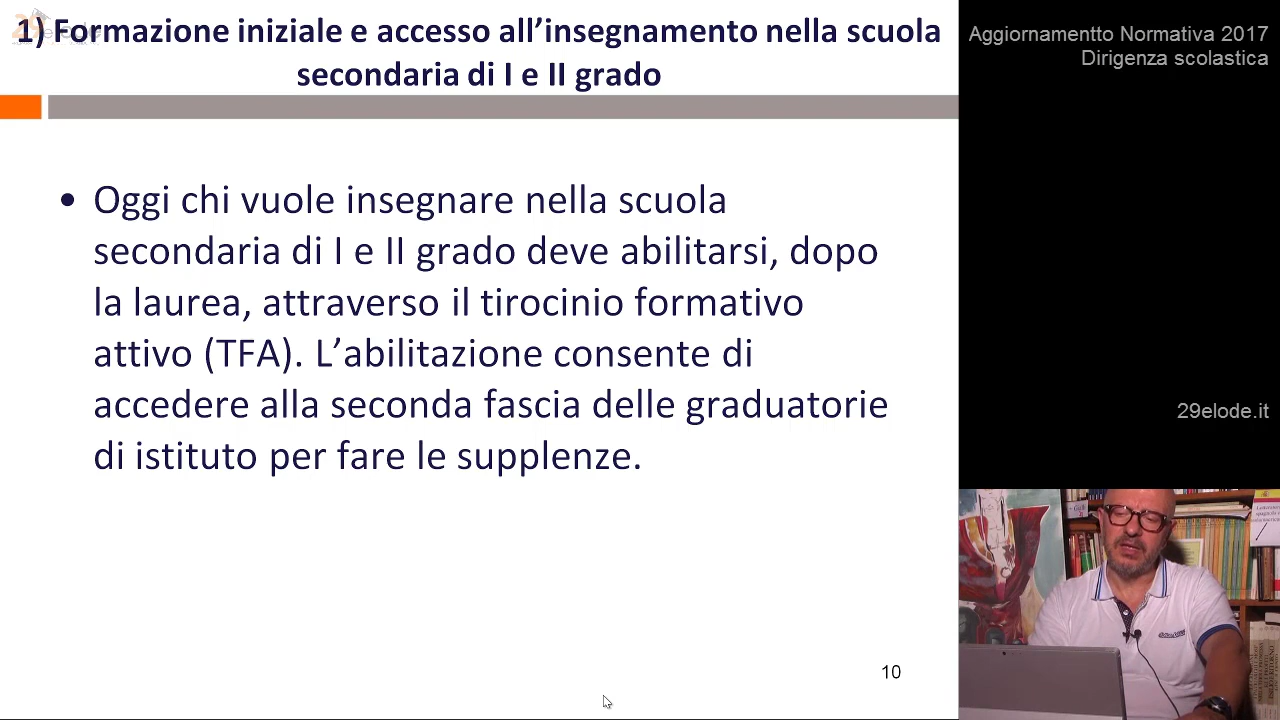 1) Formazione iniziale e accesso all’insegnamento nella scuola
secondaria di I e II grado
Aggiornamentto Normativa 2017
Dirigenza scolastica
• Oggi chi vuole insegnare nella scuola
secondaria di I e II grado deve abilitarsi, dopo
la laurea, attraverso il tirocinio formativo
attivo (TFA). L’abilitazione consente di
accedere alla seconda fascia delle graduatorie
di istituto per fare le supplenze.
29elode.it
10